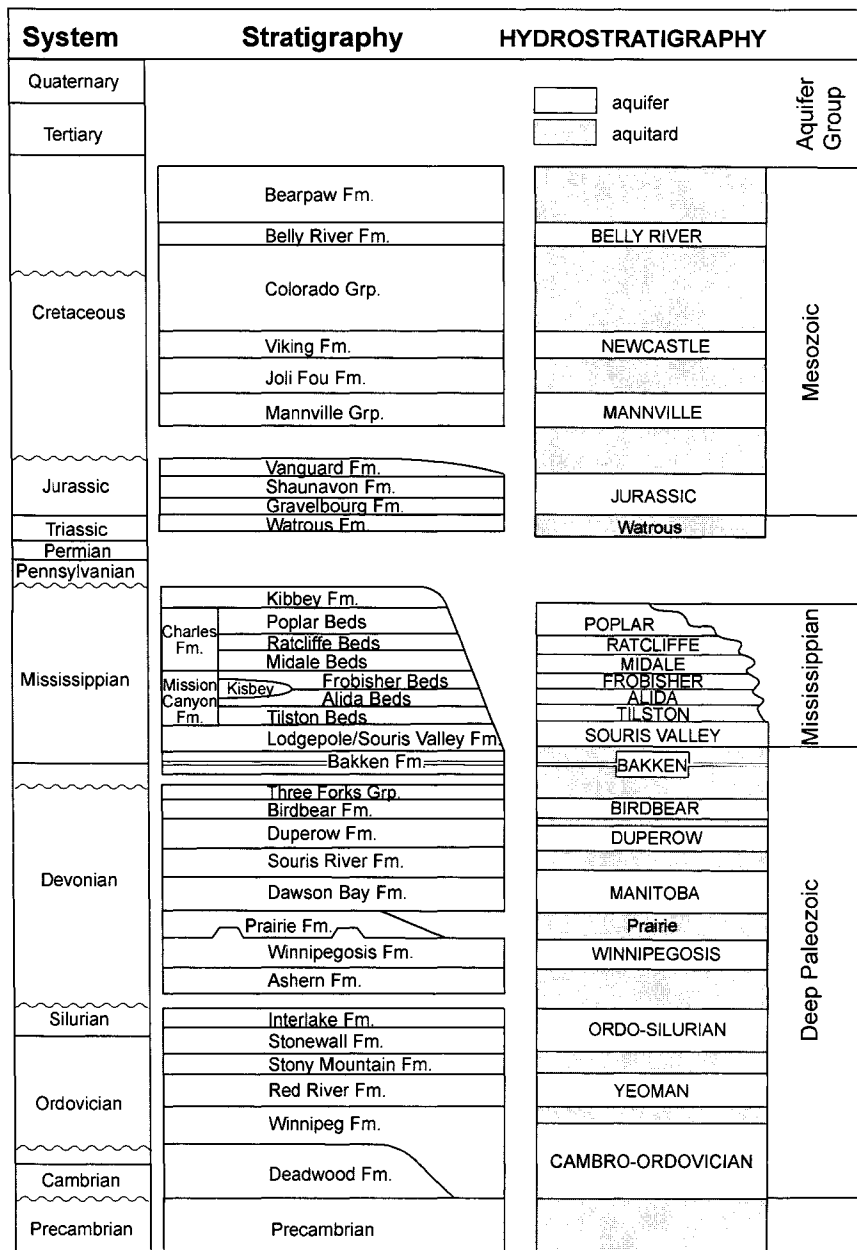 System
Stratigraphy
HYDROSTRATIGRAPHY
Quaternary
Tertiary
Cretaceous
Jurassic
Triassic
Permian
Pennsylvanian
Mississippian
Devonian
Silurian
Ordovician
Cambrian
Precambrian
Bearpaw Fm.
Belly River Fm.
Colorado Grp.
Viking Fm.
Joli Fou Fm.
Mannville Grp.
Vanguard Fm.
Shaunavon Fm.
Gravelbourg Fm.
Watrous Fm.
Kibbey Fm.
Charles
Fm.
Poplar Beds
Ratcliffe Beds
Midale Beds
Mission
Canyon
Fm.
Kisbey
Frobisher Beds
Alida Beds
Tilston Beds
Lodgepole/Souris Valley Fm.
Bakken Fm.
Three Forks Grp.
Birdbear Fm.
Duperow Fm.
Souris River Fm.
Dawson Bay Fm.
Prairie Fm.
Winnipegosis Fm.
Ashern Fm.
Interlake Fm.
Stonewall Fm.
Stony Mountain Fm.
Red River Fm.
Winnipeg Fm.
Deadwood Fm.
Precambrian
aquifer
aquitard
BELLY RIVER
NEWCASTLE
MANNVILLE
JURASSIC
Watrous
POPLAR
RATCLIFFE
MIDALE
FROBISHER
ALIDA
TILSTON
SOURIS VALLEY
BAKKEN
BIRDBEAR
DUPEROW
MANITOBA
Prairie
WINNIPEGOSIS
ORDO-SILURIAN
YEOMAN
CAMBRO-ORDOVICIAN
Aquifer
Group
Mesozoic
Mississippian
Deep Paleozoic